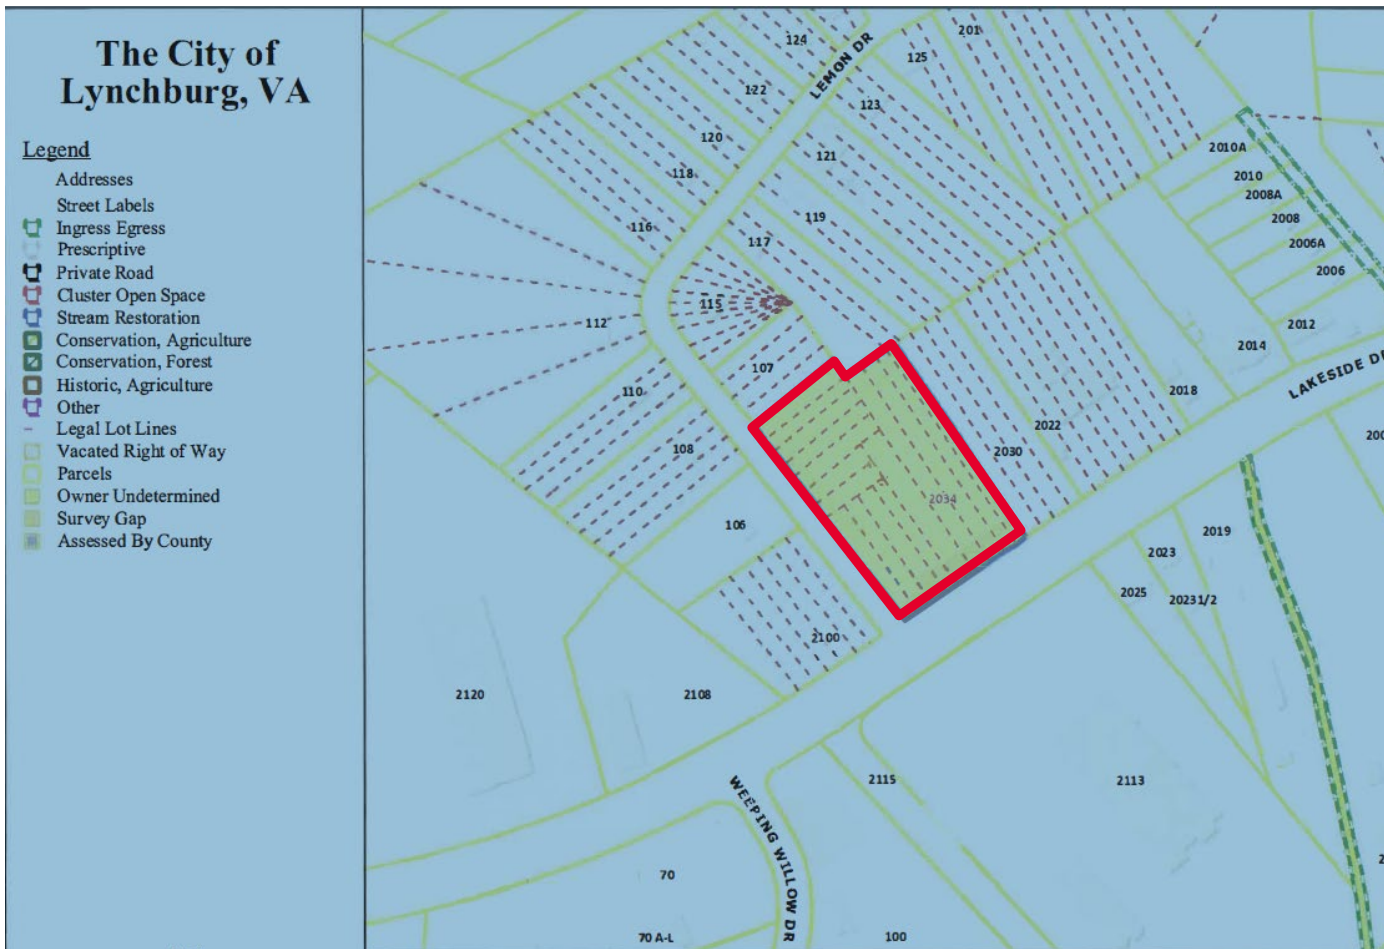 The City of
Lynchburg, VA
Legend
Addresses
Street Labels
Ingress Egress
Prescriptive
Private Road
Cluster Open Space
Stream Restoration
Conservation, Agriculture
Conservation, Forest
Historic, Agriculture
Other
Legal Lot Lines
Vacated Right of Way
Parcels
Owner Undetermined
Survey Gap
Assessed By County
124
LEMON DR
201
125
122
123
120
121
118
2010A
2010
2008A
2008
2006A
2006
116
119
117
115
112
2012
2014
LAKESIDE DR
107
110
2018
2022
108
2030
2034
106
2019
2023
2025
20231/2
2100
2120
2108
WEEPING WILLOW DR
2115
2113
70
70 A-L
100